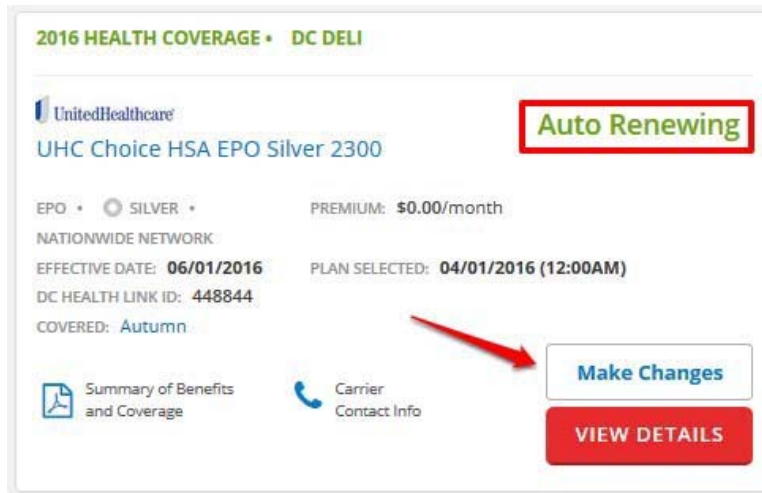 2016 HEALTH COVERAGE • DC DELI
UnitedHealthcare
Auto Renewing
UHC Choice HSA EPO Silver 2300
EPO • SILVER • PREMIUM: $0.00/month
NATIONWIDE NETWORK
EFFECTIVE DATE: 06/01/2016 PLAN SELECTED: 04/01/2016 (12:00AM)
DC HEALTH LINK ID: 448844
COVERED: Autumn
Make Changes
Summary of Benefits
and Coverage
Carrier
Contact Info
VIEW DETAILS